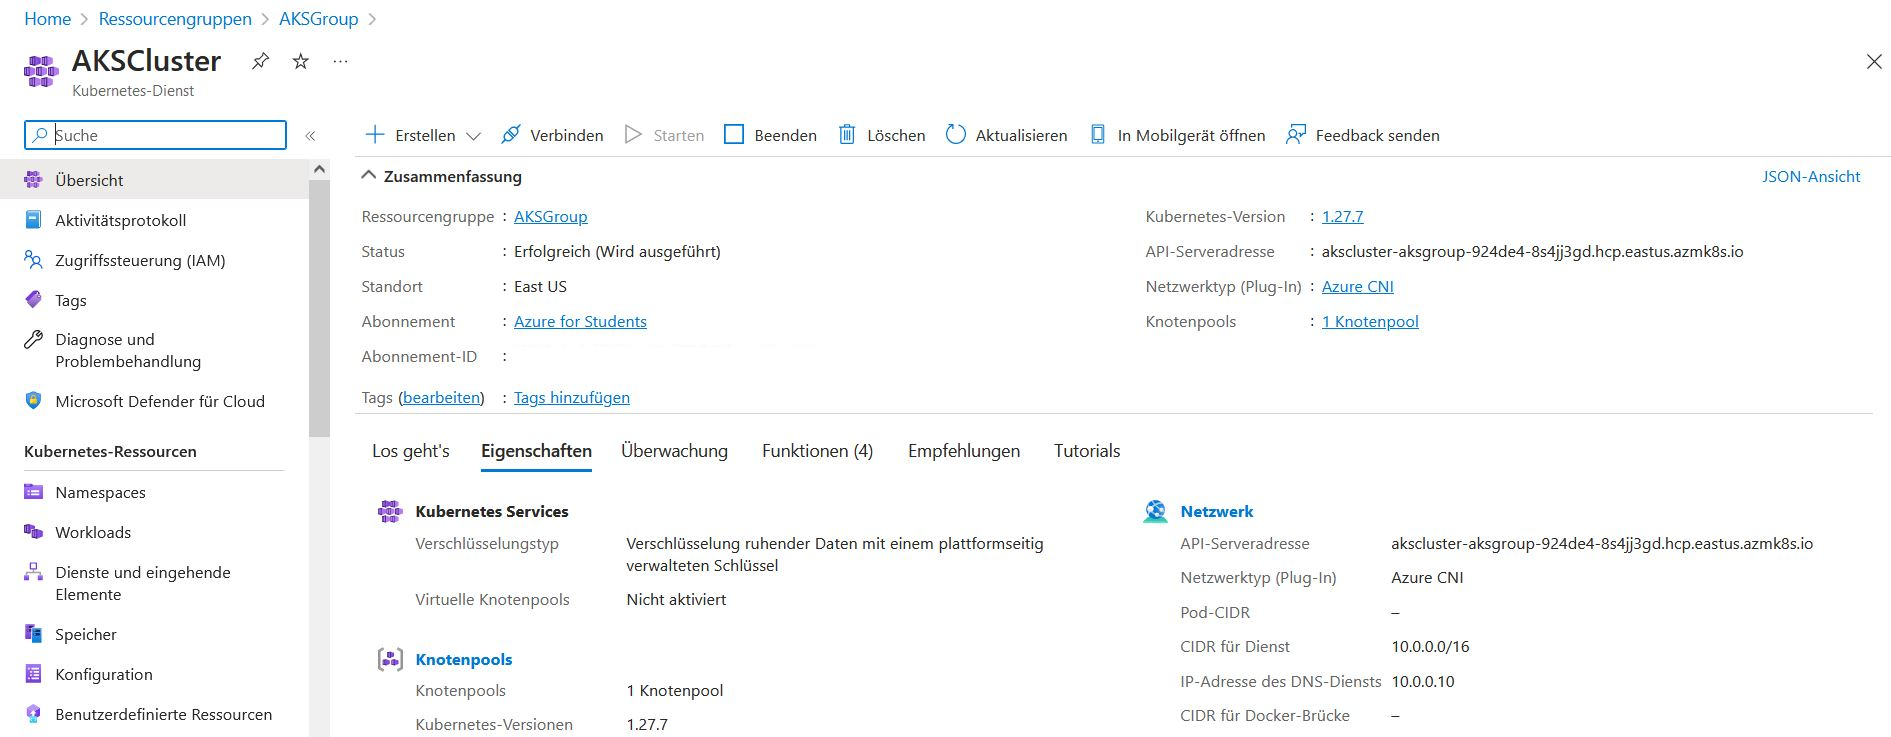 Home > Ressourcengruppen > AKSGroup >
AKSCluster
Kubernetes-Dienst
Suche
Übersicht
Aktivitätsprotokoll
Zugriffssteuerung (IAM)
Tags
Diagnose und
Problembehandlung
Microsoft Defender für Cloud
Kubernetes-Ressourcen
Namespaces
Workloads
Dienste und eingehende
Elemente
Speicher
Konfiguration
Benutzerdefinierte Ressourcen
Erstellen Verbinden Starten Beenden Löschen Aktualisieren In Mobilgerät öffnen Feedback senden
Zusammenfassung JSON-Ansicht
Ressourcengruppe : AKSGroup
Status : Erfolgreich (Wird ausgeführt)
Standort : East US
Abonnement : Azure for Students
Abonnement-ID :
Tags (bearbeiten) : Tags hinzufügen
Kubernetes-Version : 1.27.7
API-Serveradresse : akscluster-aksgroup-924de4-8s4jj3gd.hcp.eastus.azmk8s.io
Netzwerktyp (Plug-In) : Azure CNI
Knotenpools : 1 Knotenpool
Los geht's Eigenschaften Überwachung Funktionen (4) Empfehlungen Tutorials
Kubernetes Services
Verschlüsselungstyp Verschlüsselung ruhender Daten mit einem plattformseitig
verwalteten Schlüssel
Virtuelle Knotenpools Nicht aktiviert
Knotenpools
Knotenpools 1 Knotenpool
Kubernetes-Versionen 1.27.7
Netzwerk
API-Serveradresse akscluster-aksgroup-924de4-8s4jj3gd.hcp.eastus.azmk8s.io
Netzwerktyp (Plug-In) Azure CNI
Pod-CIDR –
CIDR für Dienst 10.0.0.0/16
IP-Adresse des DNS-Diensts 10.0.0.10
CIDR für Docker-Brücke –